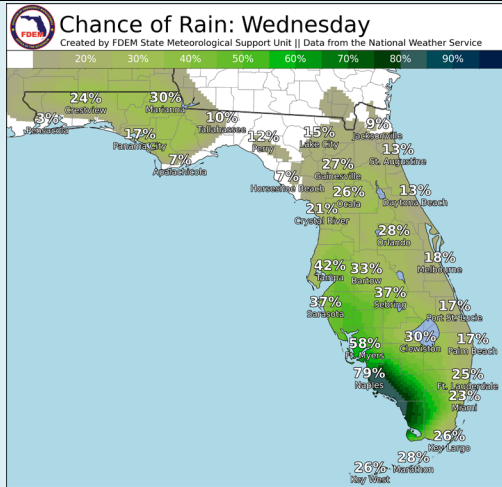 FDEM
Chance of Rain: Wednesday
Created by FDEM State Meteorological Support Unit || Data from the National Weather Service
20% 30% 40% 50% 60% 70% 80% 90%
24%
Crestview
30%
Marianna
3%
Pensacola
17%
Panama City
10%
Tallahassee
7%
Apalachicola
12%
Perry
15%
Lake City
9%
Jacksonville
13%
St. Augustine
7%
Horseshoe Beach
27%
Gainesville
26%
Ocala
13%
Daytona Beach
21%
Crystal River
28%
Orlando
18%
Melbourne
42%
Tampa
33%
Bartow
37%
Sebring
37%
Sarasota
17%
Port St. Lucie
30%
Clewiston
17%
Palm Beach
58%
Ft. Myers
79%
Naples
25%
Ft. Lauderdale
23%
Miami
26%
Key Largo
28%
Marathon
26%
Key West